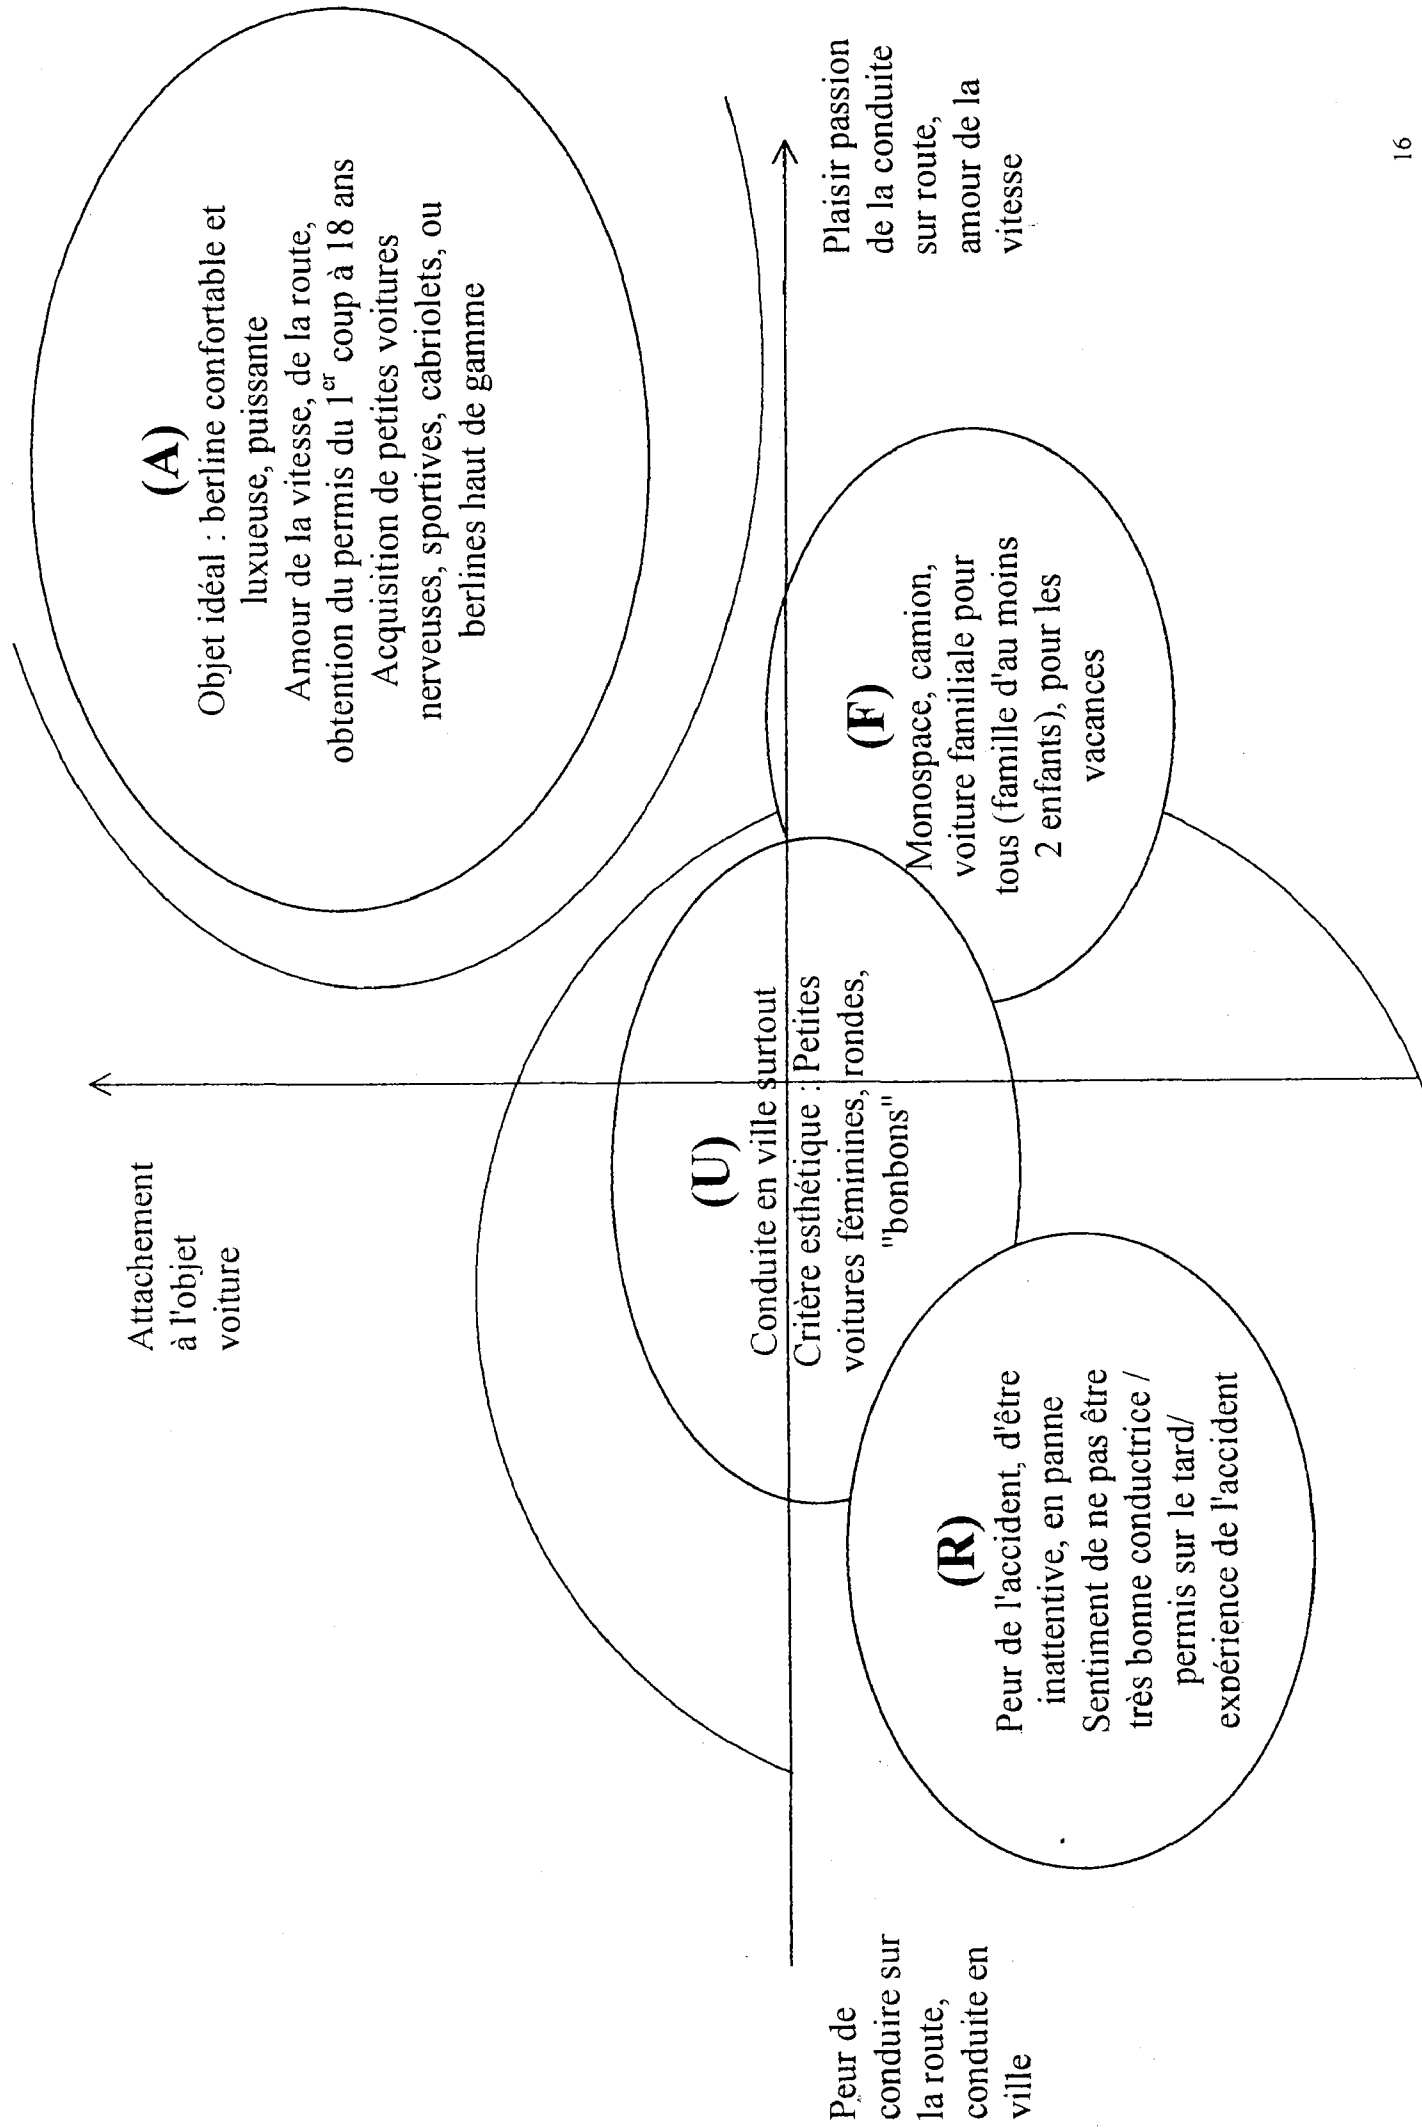 Attachement
à l'objet
voiture
(A)
Objet idéal : berline confortable et
luxueuse, puissante
Amour de la vitesse, de la route,
obtention du permis du 1er coup à 18 ans
Acquisition de petites voitures
nerveuses, sportives, cabriolets, ou
berlines haut de gamme
(U)
Conduite en ville surtout
Critère esthétique : Petites
voitures féminines, rondes,
"bonbons"
Peur de
conduire sur
la route,
conduite en
ville
Plaisir passion
de la conduite
sur route,
amour de la
vitesse
(R)
Peur de l'accident, d'être
inattentive, en panne
Sentiment de ne pas être
très bonne conductrice /
permis sur le tard/
expérience de l'accident
(F)
Monospace, camion,
voiture familiale pour
tous (famille d'au moins
2 enfants), pour les
vacances
16